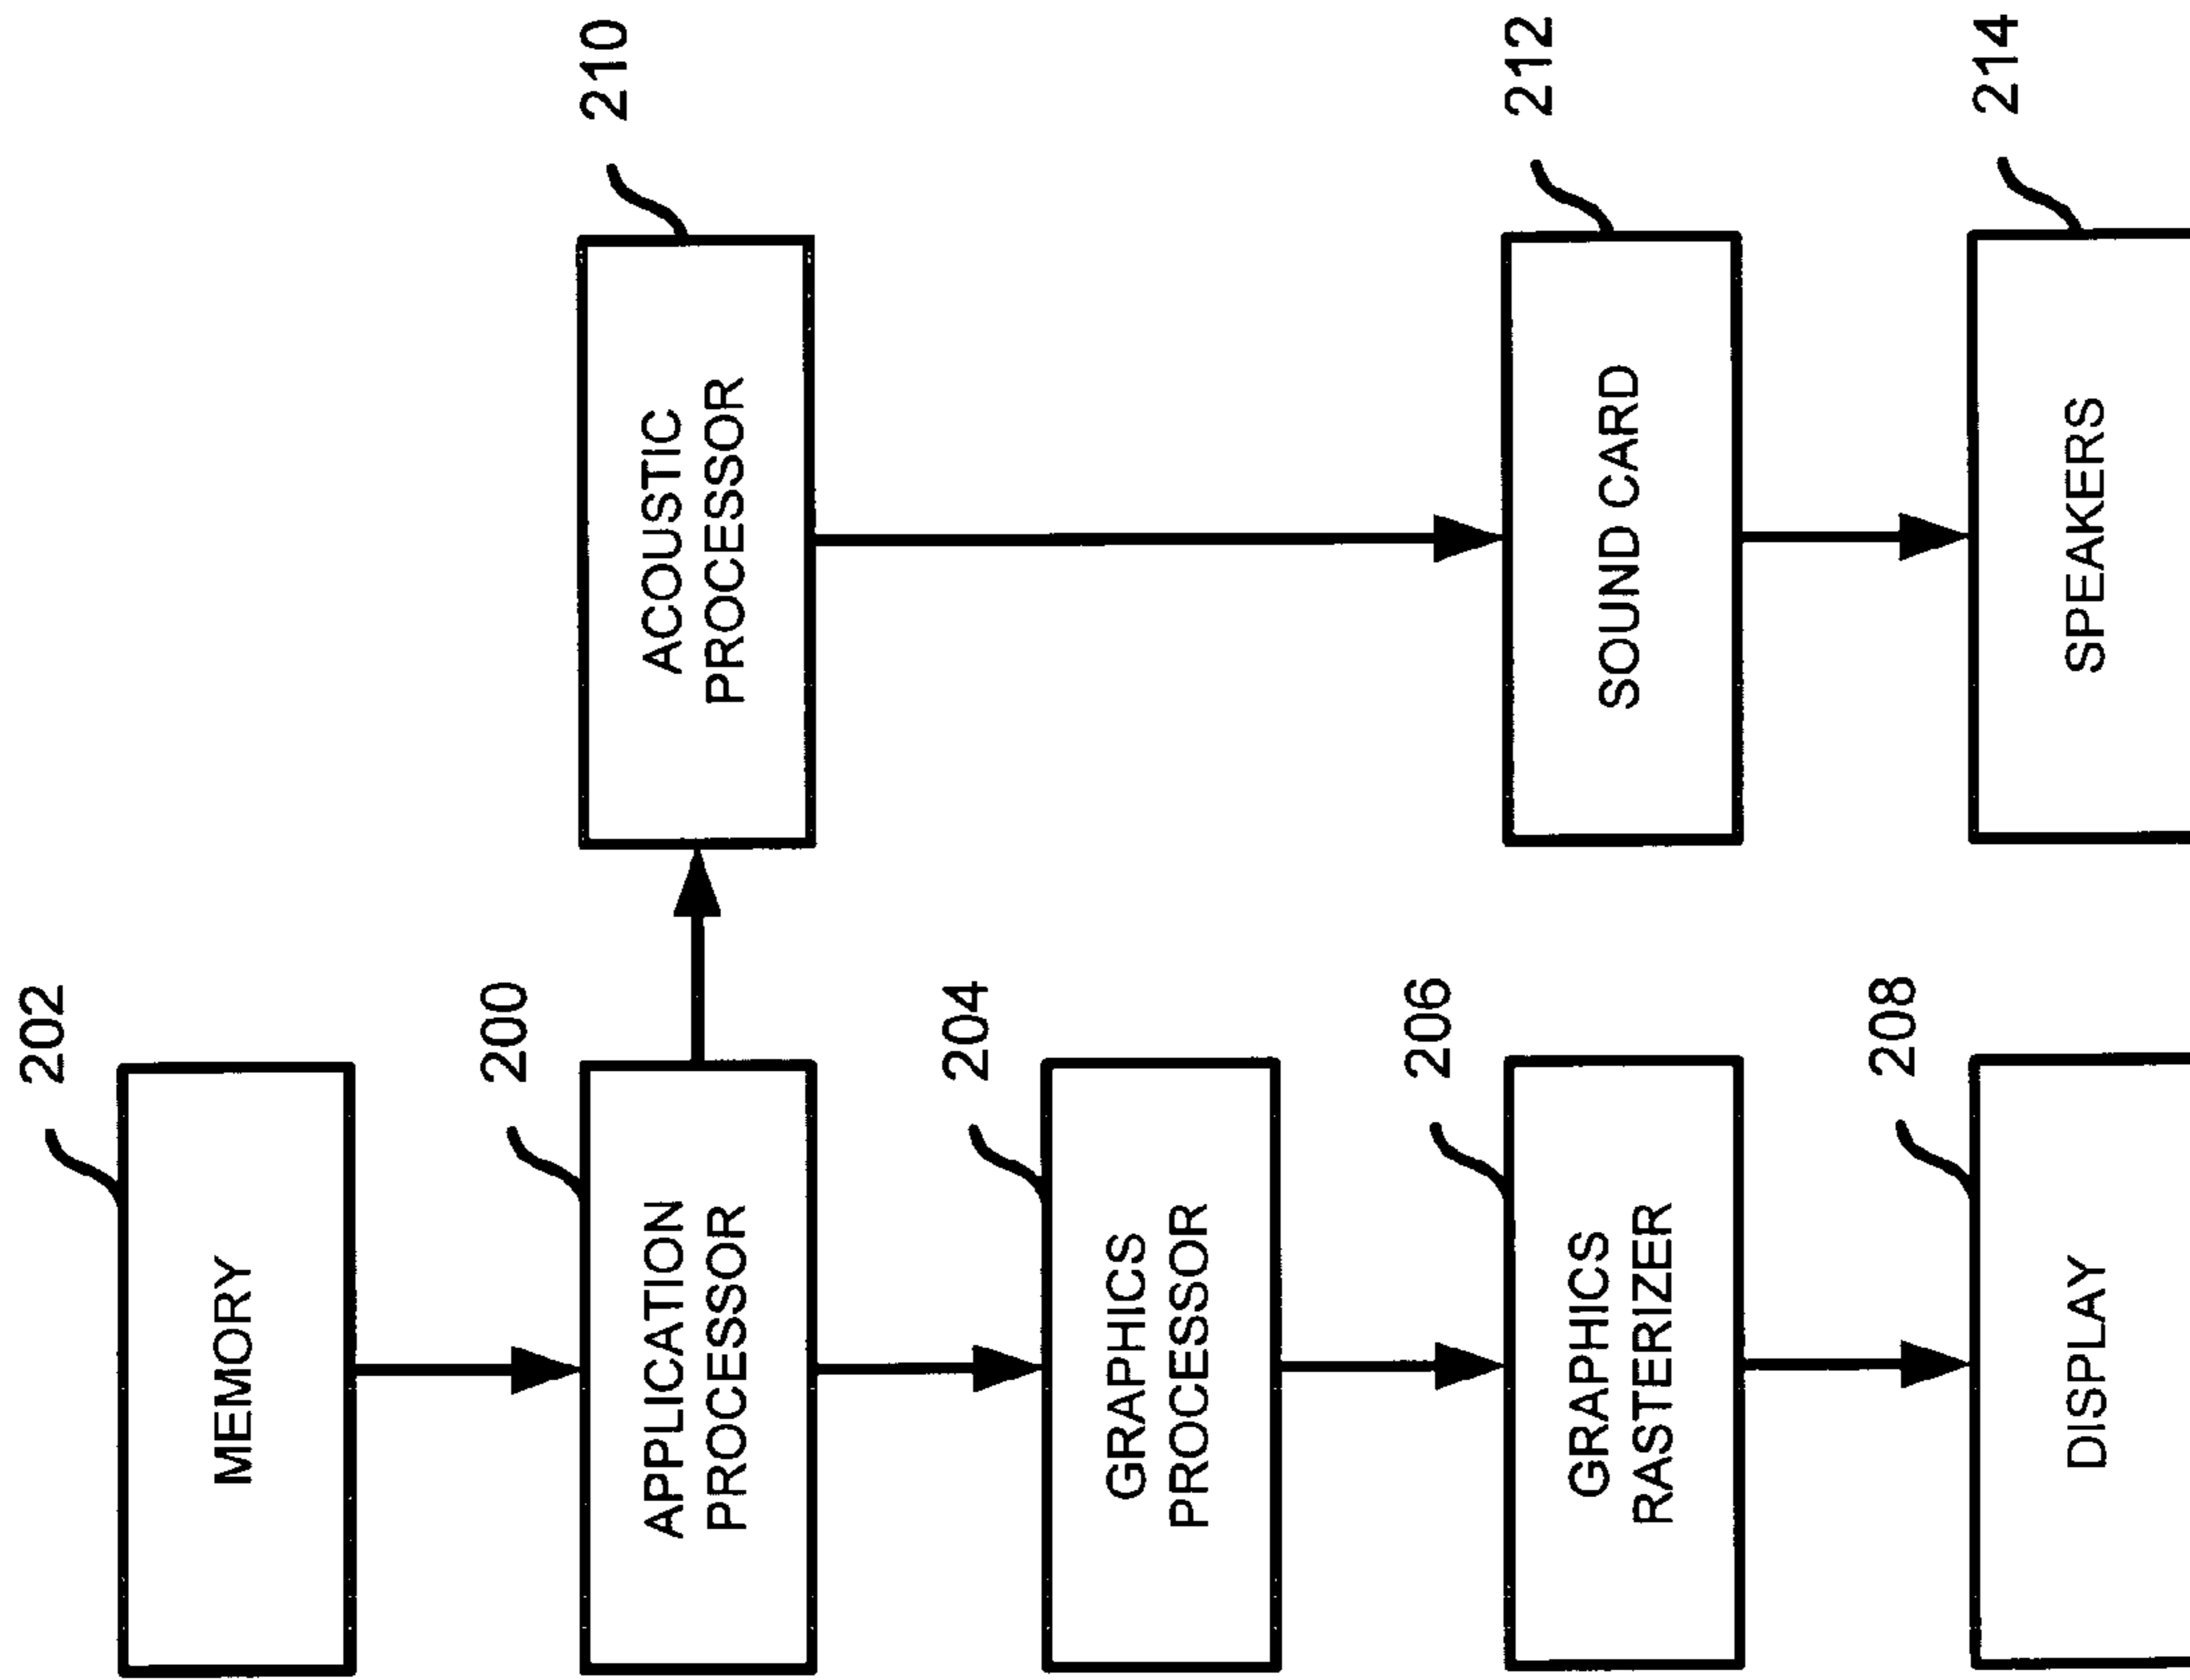 202
MEMORY
200
APPLICATION
PROCESSOR
210
ACOUSTIC
PROCESSOR
204
GRAPHICS
PROCESSOR
206
GRAPHICS
RASTERIZER
212
SOUND CARD
208
DISPLAY
214
SPEAKERS